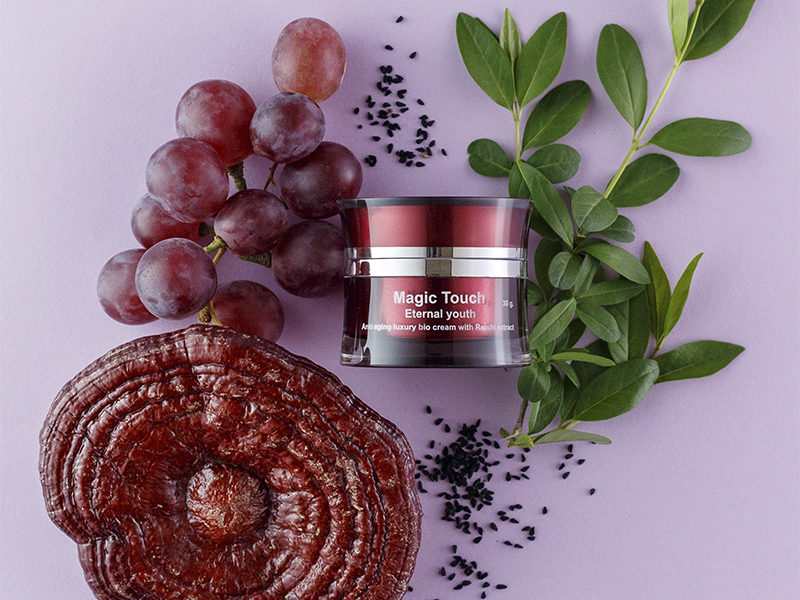 Magic Touch
30 g.
Eternal youth
Anti aging luxury bio cream with Reishi extract